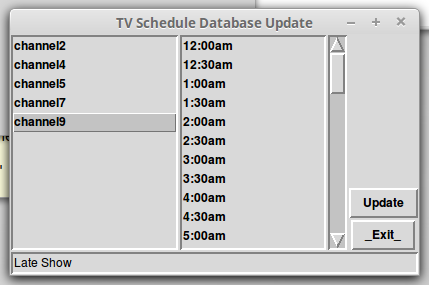 TV Schedule Database Update
channel2
channel4
channel5
channel7
channel9
12:00am
12:30am
1:00am
1:30am
2:00am
2:30am
3:00am
3:30am
4:00am
4:30am
5:00am
Update
_Exit_
Late Show